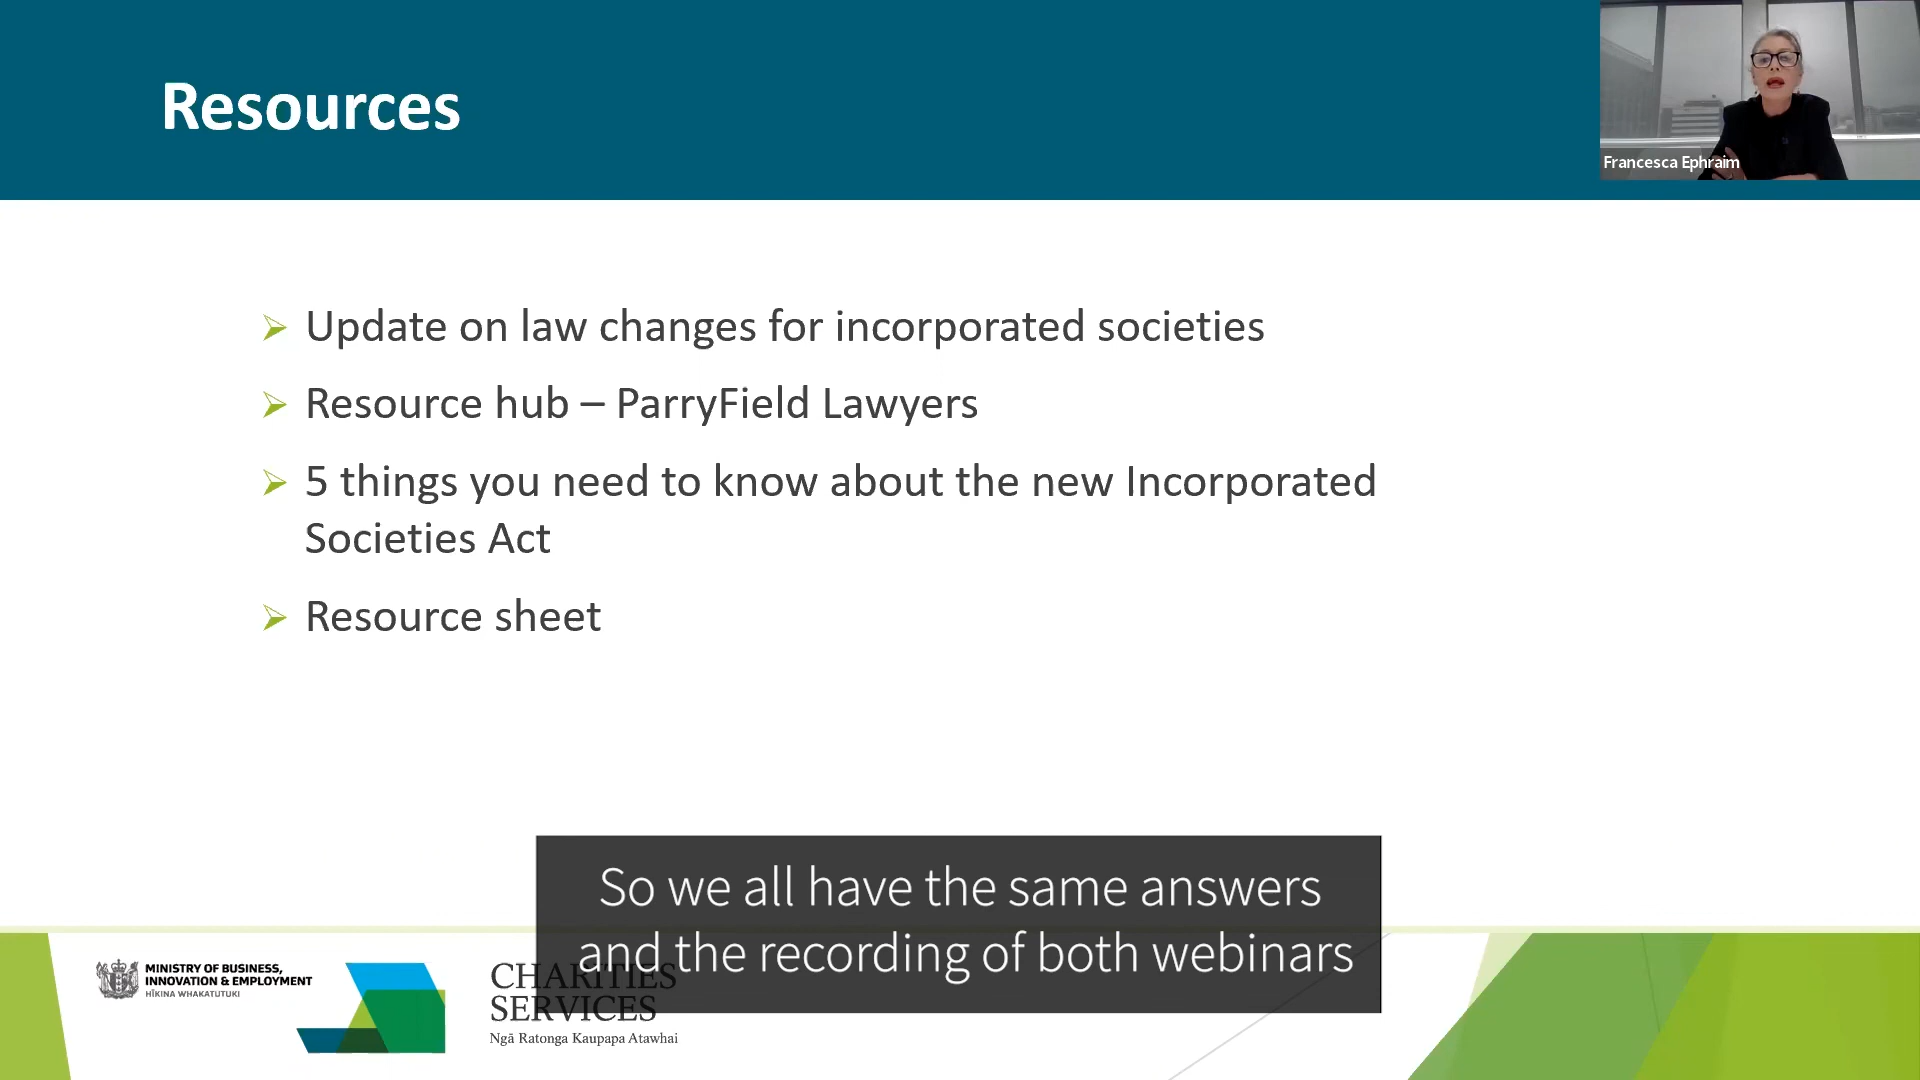 Resources
Francesca Ephraim
Update on law changes for incorporated societies
Resource hub – ParryField Lawyers
5 things you need to know about the new Incorporated
Societies Act
Resource sheet
So we all have the same answers
and the recording of both webinars
MINISTRY OF BUSINESS,
INNOVATION & EMPLOYMENT
HĪKINA WHAKATUTUKI
CHARITIES
SERVICES
Ngā Ratonga Kaupapa Atawhai